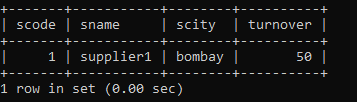 +-------+-----------+--------+----------+
| scode | sname | scity | turnover |
+-------+-----------+--------+----------+
| 1 | supplier1 | bombay | 50 |
+-------+-----------+--------+----------+
1 row in set (0.00 sec)